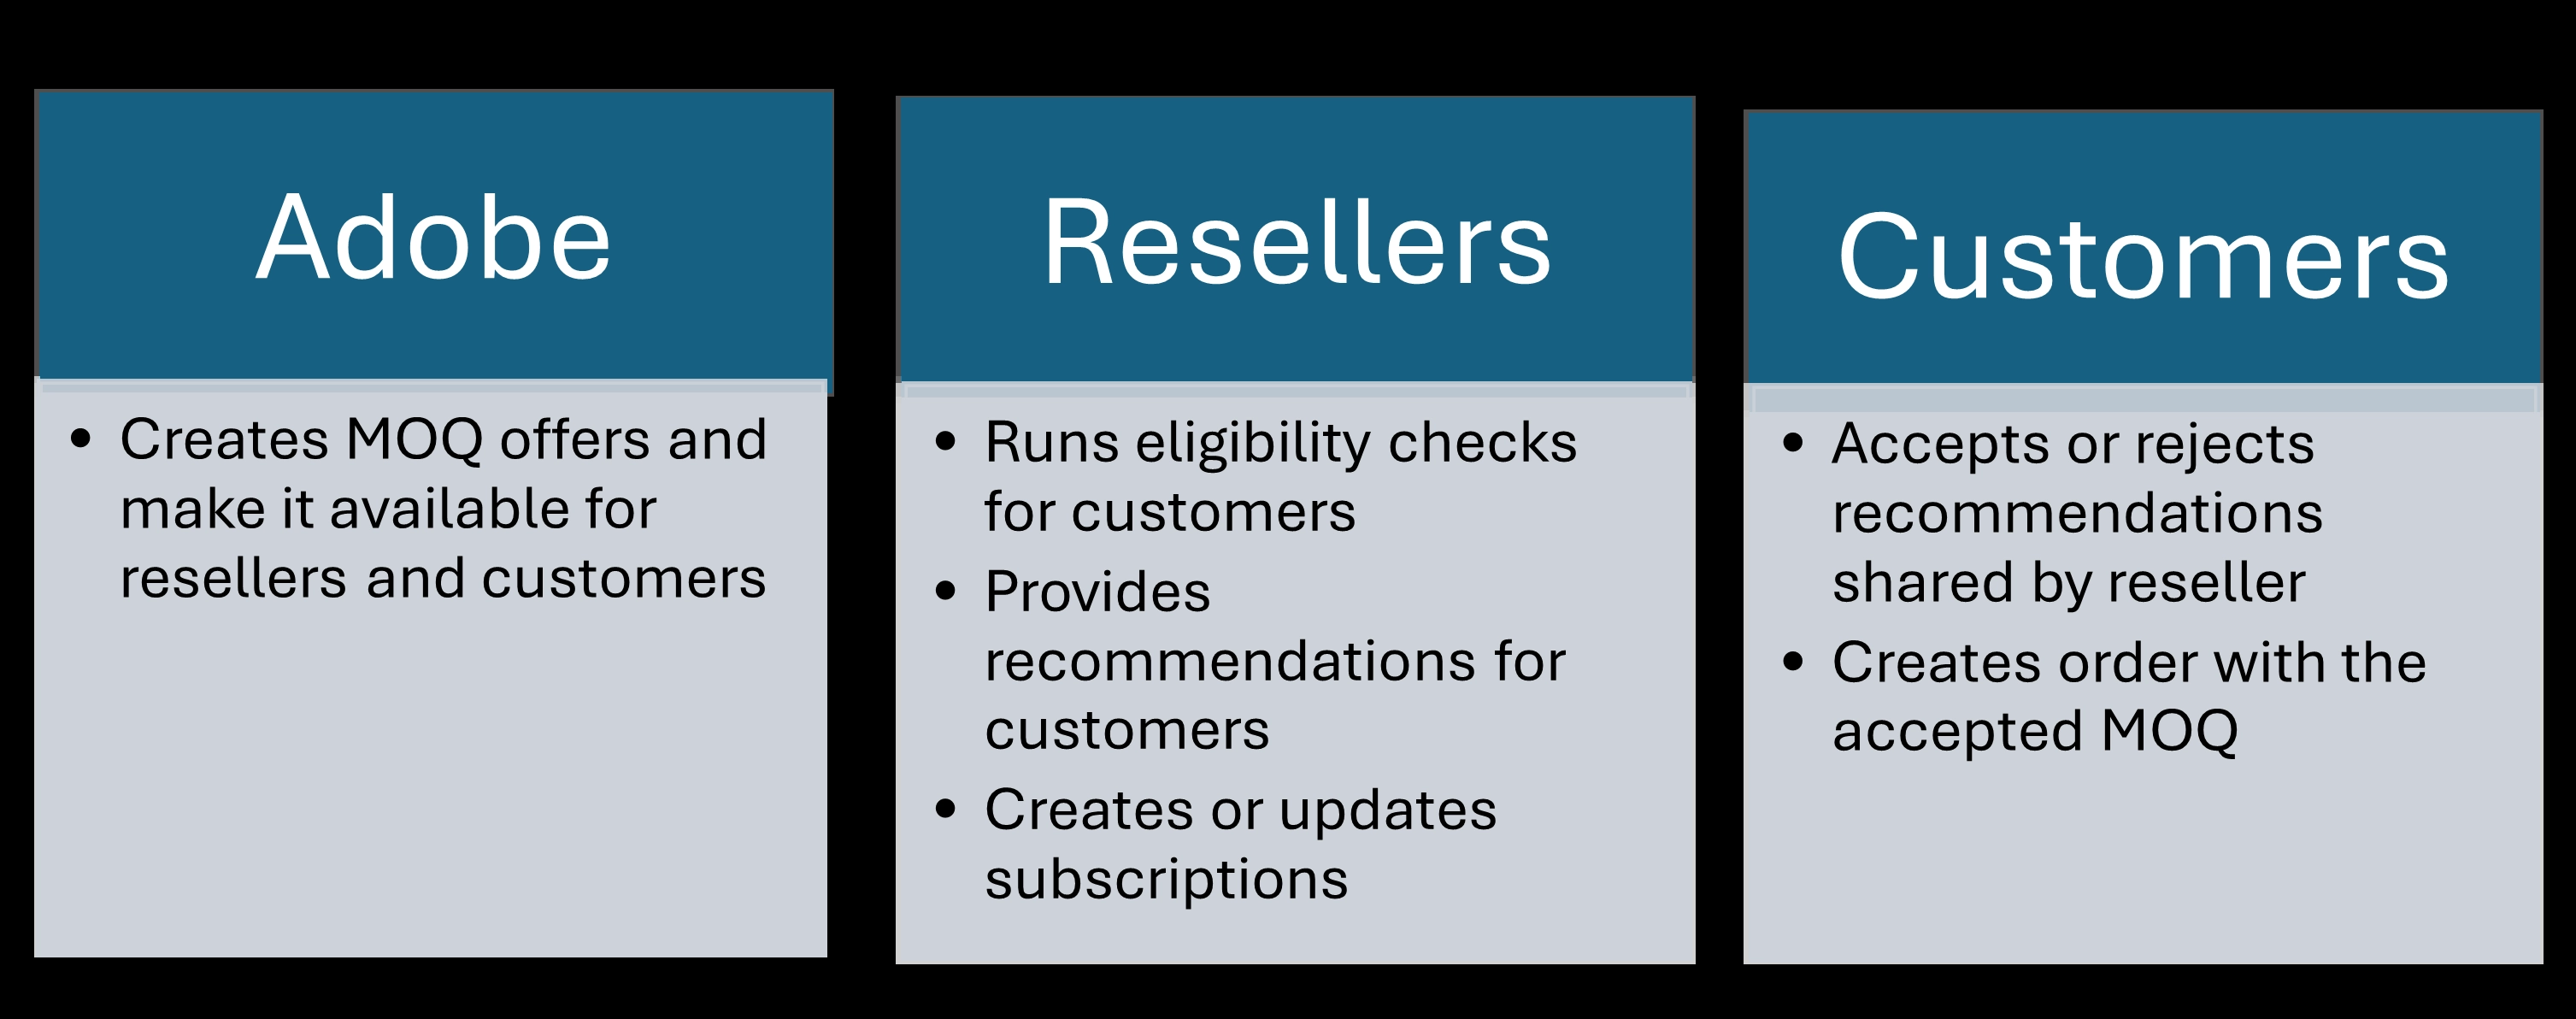 Adobe
• Creates MOQ offers and
make it available for
resellers and customers
Resellers
• Runs eligibility checks
for customers
• Provides
recommendations for
customers
• Creates or updates
subscriptions
Customers
• Accepts or rejects
recommendations
shared by reseller
• Creates order with the
accepted MOQ